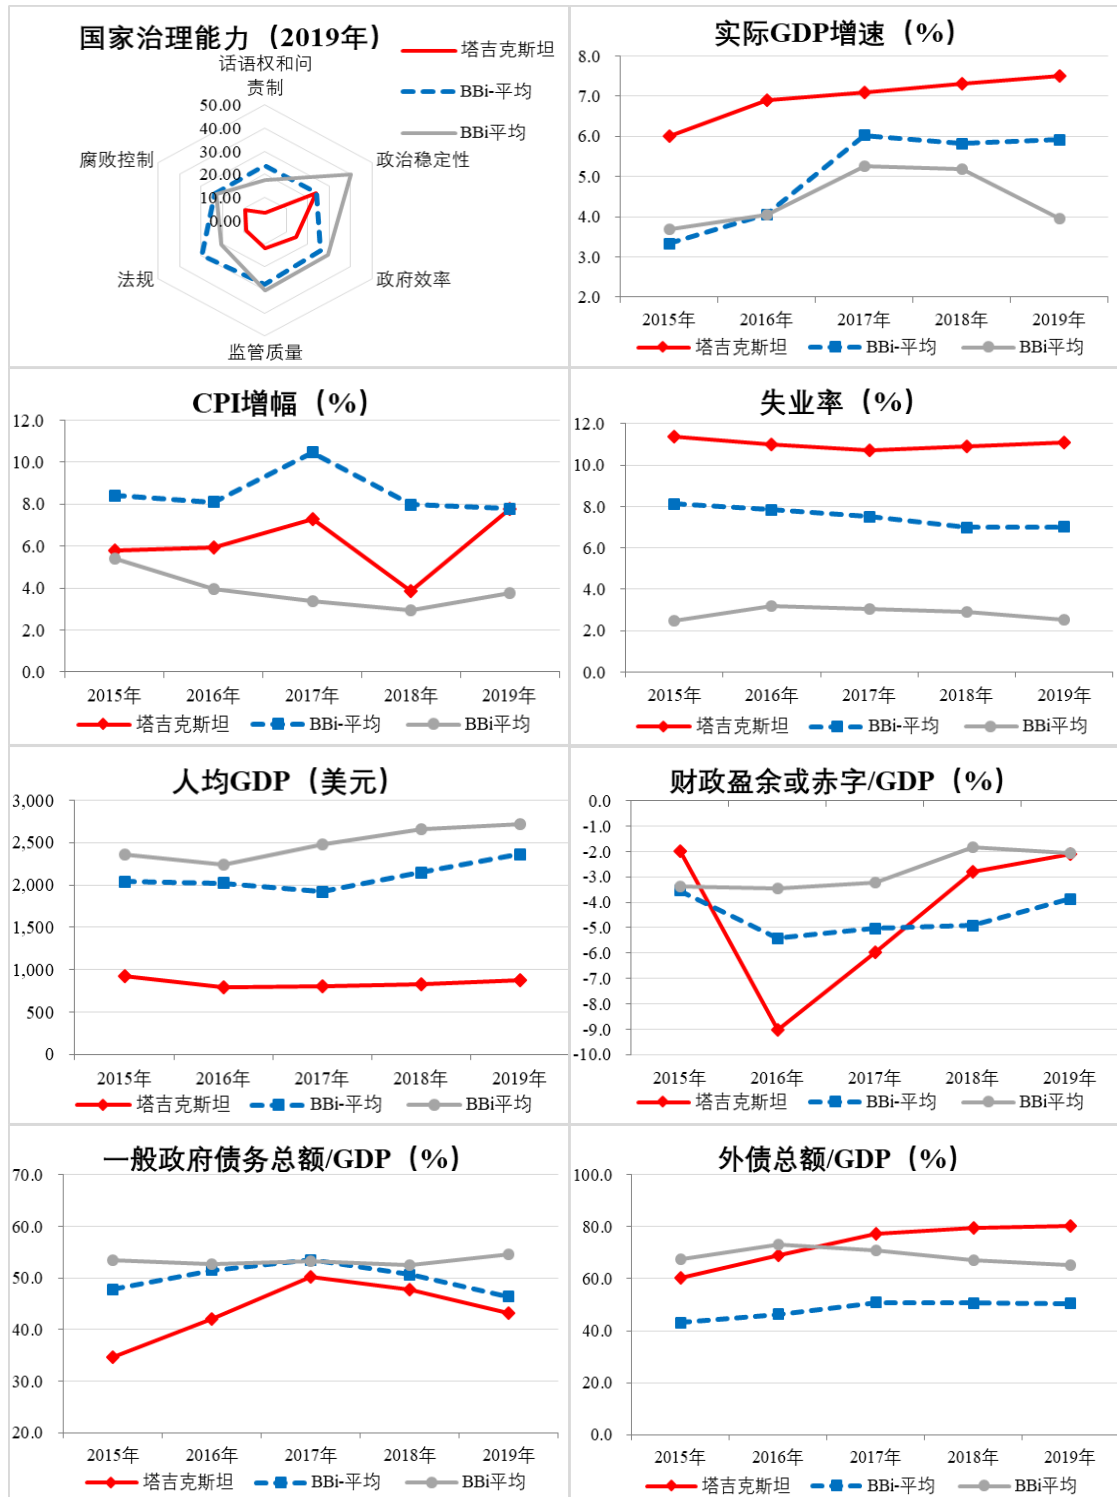 国家治理能力（2019年）
塔吉克斯坦
BBi-平均
BBi平均
话语权和问
责制
政治稳定性
政府效率
监管质量
法规
腐败控制
50.00
40.00
30.00
20.00
10.00
0.00
实际GDP增速（%）
8.0
7.0
6.0
5.0
4.0
3.0
2.0
2015年 2016年 2017年 2018年 2019年
塔吉克斯坦 BBi-平均 BBi平均
CPI增幅（%）
12.0
10.0
8.0
6.0
4.0
2.0
0.0
2015年 2016年 2017年 2018年 2019年
塔吉克斯坦 BBi-平均 BBi平均
失业率（%）
12.0
10.0
8.0
6.0
4.0
2.0
0.0
2015年 2016年 2017年 2018年 2019年
塔吉克斯坦 BBi-平均 BBi平均
人均GDP（美元）
3,000
2,500
2,000
1,500
1,000
500
0
2015年 2016年 2017年 2018年 2019年
塔吉克斯坦 BBi-平均 BBi平均
财政盈余或赤字/GDP（%）
0.0
-1.0
-2.0
-3.0
-4.0
-5.0
-6.0
-7.0
-8.0
-9.0
-10.0
2015年 2016年 2017年 2018年 2019年
塔吉克斯坦 BBi-平均 BBi平均
一般政府债务总额/GDP（%）
70.0
60.0
50.0
40.0
30.0
20.0
2015年 2016年 2017年 2018年 2019年
塔吉克斯坦 BBi-平均 BBi平均
外债总额/GDP（%）
100.0
80.0
60.0
40.0
20.0
0.0
2015年 2016年 2017年 2018年 2019年
塔吉克斯坦 BBi-平均 BBi平均